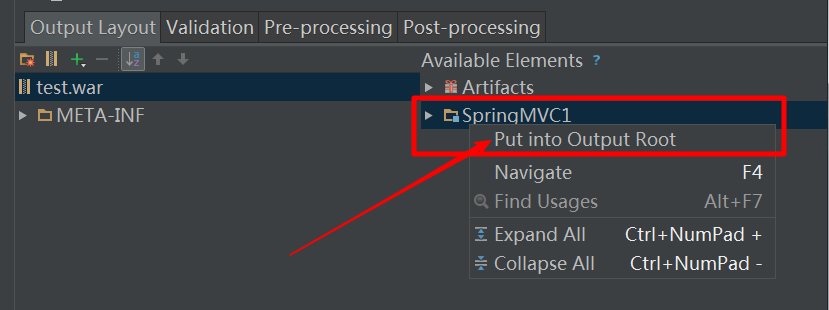 Output Layout Validation Pre-processing Post-processing
Available Elements ?
test.war
Artifacts
META-INF
SpringMVC1
Put into Output Root
Navigate F4
Find Usages Alt+F7
Expand All Ctrl+NumPad +
Collapse All Ctrl+NumPad -